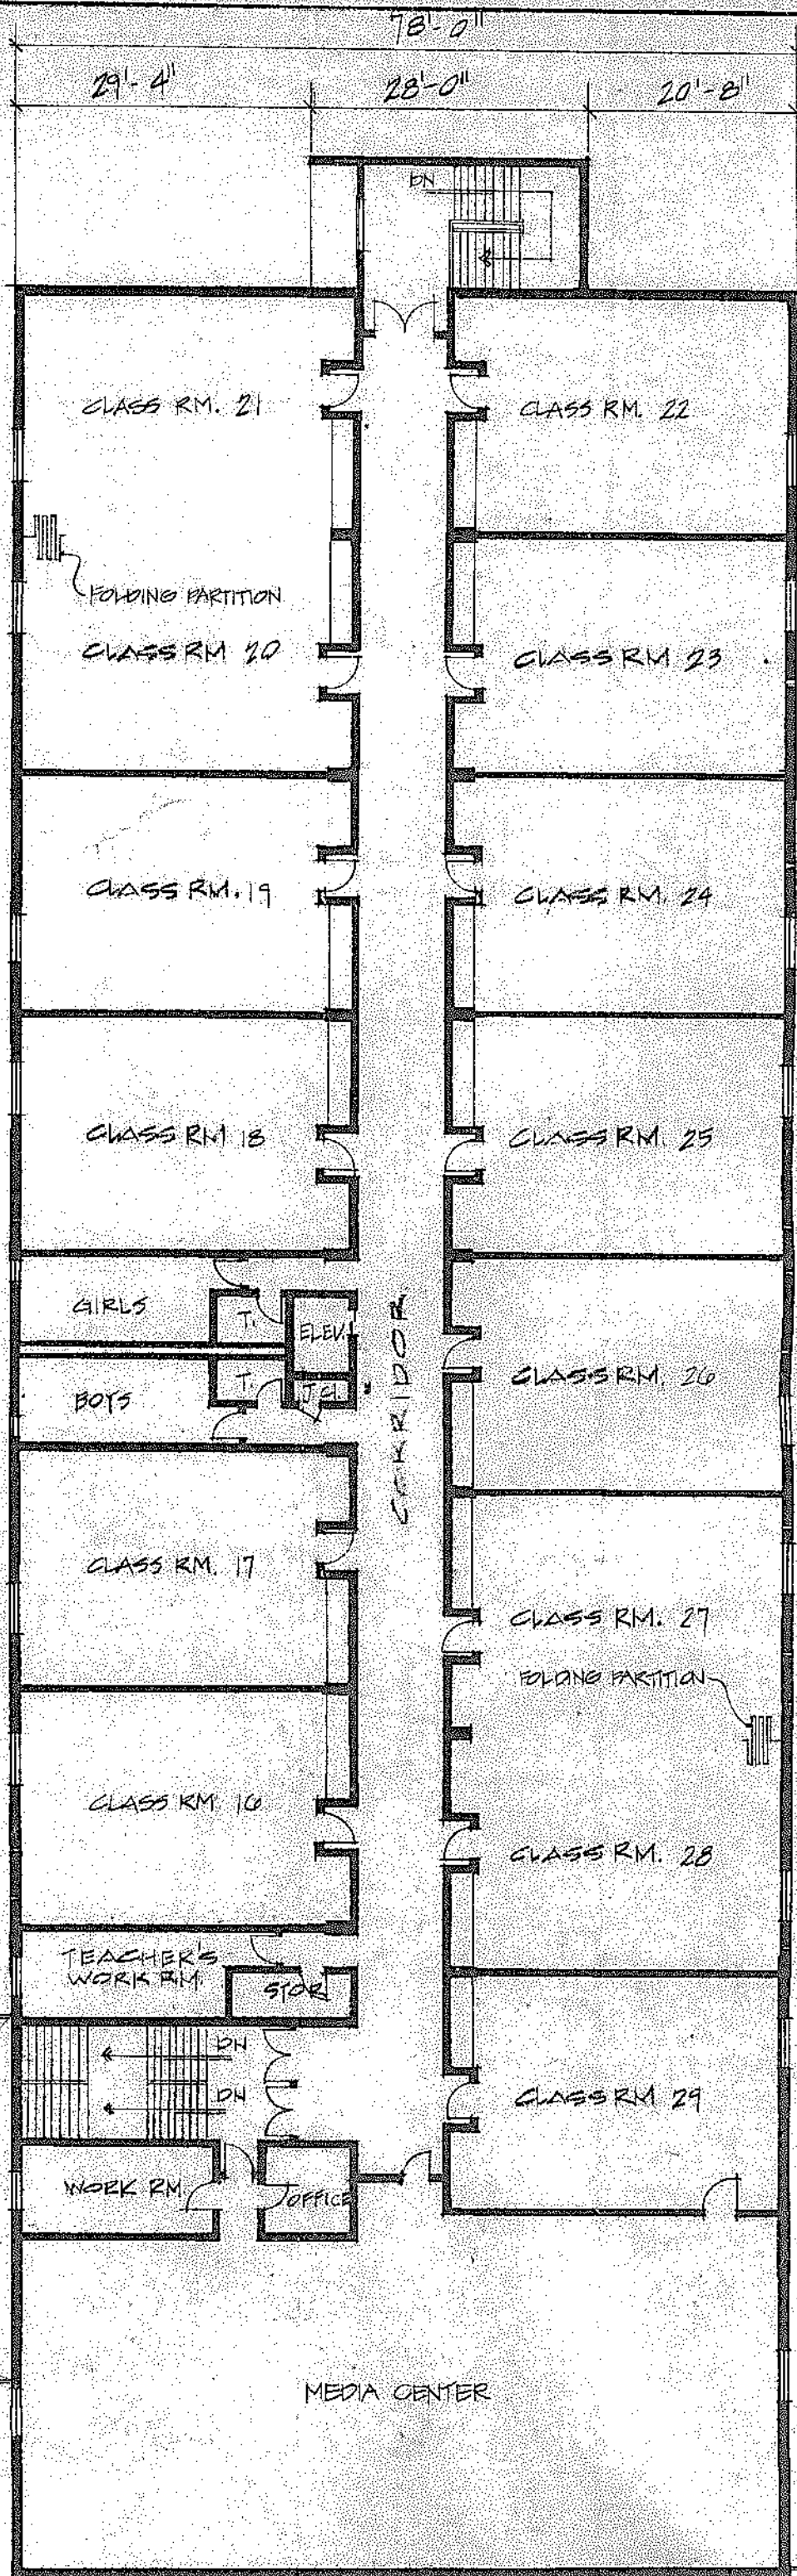 78'-0"
29'-4"
28'-0"
20'-8"
DN
CLASS RM. 21
CLASS RM. 22
FOLDING PARTITION
CLASS RM 20
CLASS RM 23
CLASS RM. 19
CLASS RM. 24
CLASS RM 18
CLASS RM. 25
GIRLS
T.
ELEV.
CORRIDOR
BOYS
T.
J.CL.
CLASS RM. 26
CLASS RM. 17
CLASS RM. 27
FOLDING PARTITION
CLASS RM 16
CLASS RM. 28
TEACHER'S
WORK RM.
STOR.
DN
DN
CLASS RM 29
WORK RM.
OFFICE
MEDIA CENTER